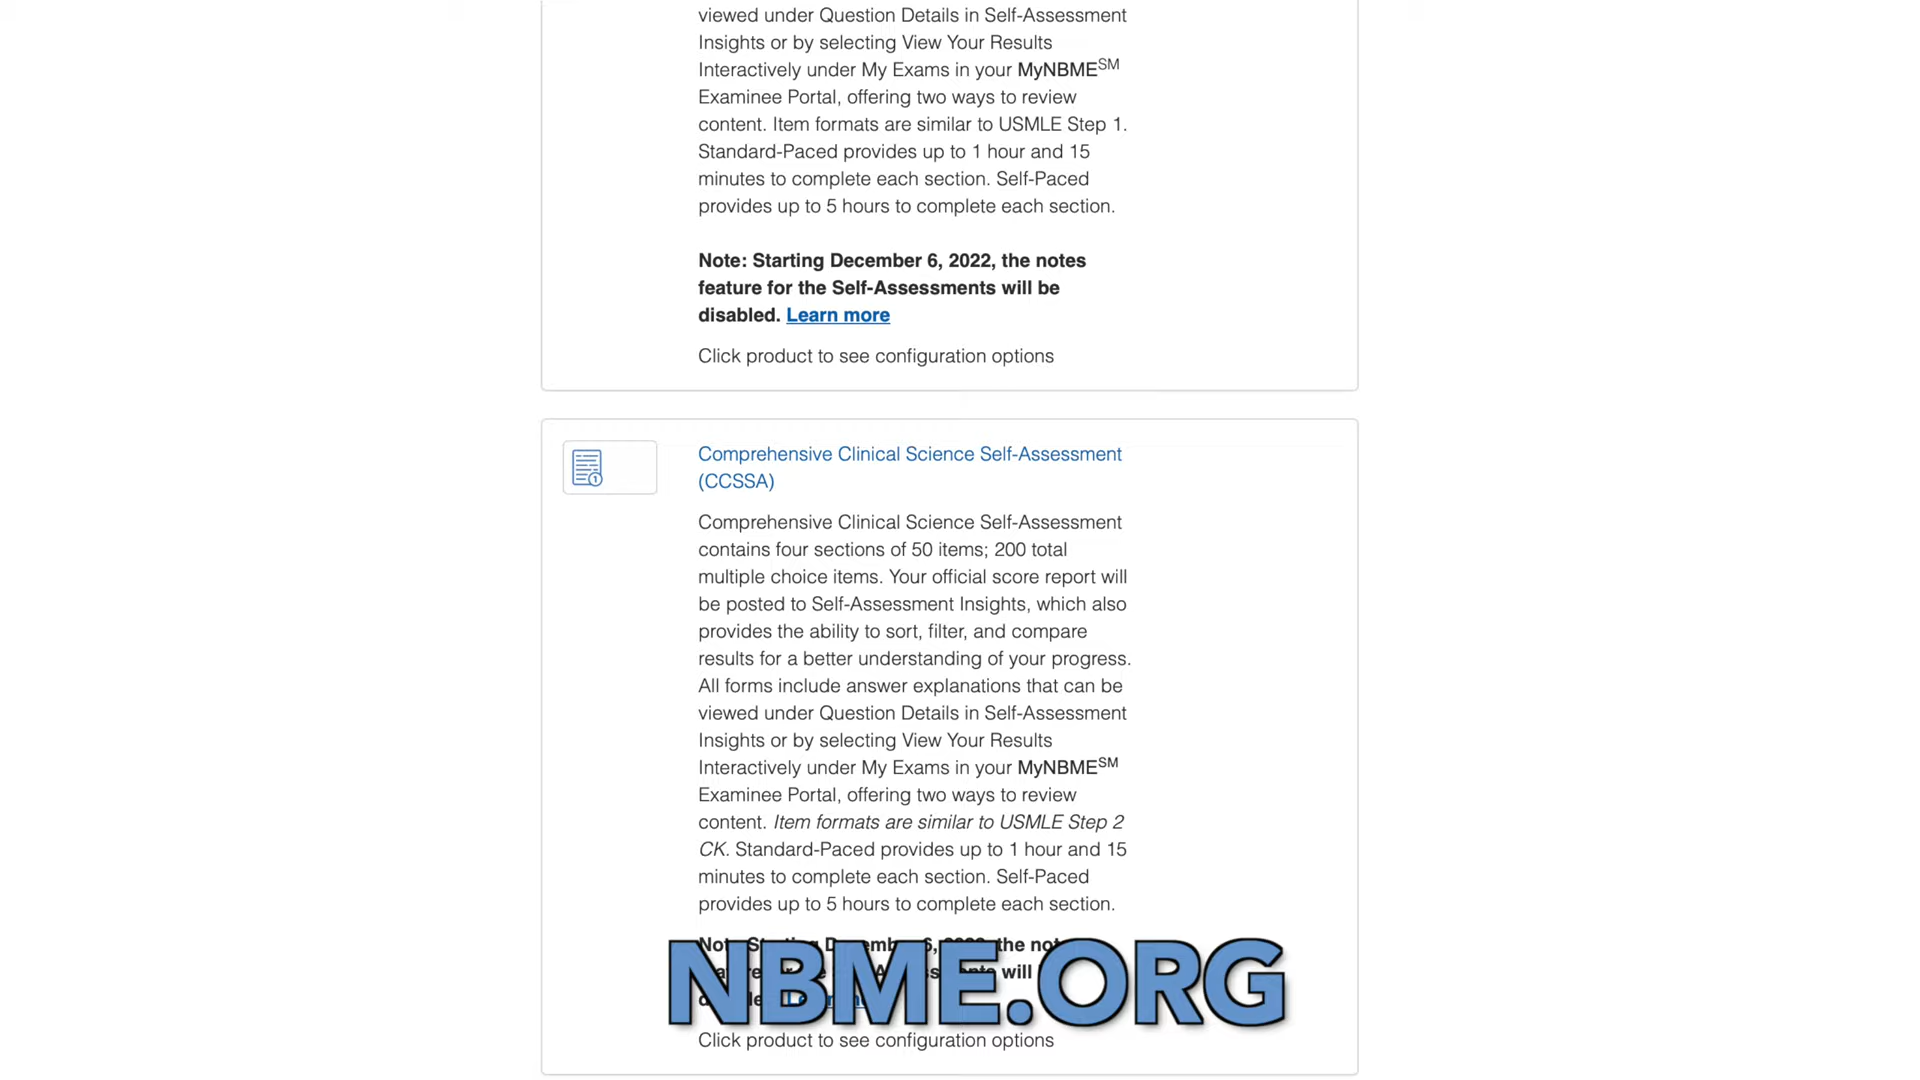 viewed under Question Details in Self-Assessment
Insights or by selecting View Your Results
Interactively under My Exams in your MyNBMESM
Examinee Portal, offering two ways to review
content. Item formats are similar to USMLE Step 1.
Standard-Paced provides up to 1 hour and 15
minutes to complete each section. Self-Paced
provides up to 5 hours to complete each section.
Note: Starting December 6, 2022, the notes
feature for the Self-Assessments will be
disabled. Learn more
Click product to see configuration options
1
Comprehensive Clinical Science Self-Assessment
(CCSSA)
Comprehensive Clinical Science Self-Assessment
contains four sections of 50 items; 200 total
multiple choice items. Your official score report will
be posted to Self-Assessment Insights, which also
provides the ability to sort, filter, and compare
results for a better understanding of your progress.
All forms include answer explanations that can be
viewed under Question Details in Self-Assessment
Insights or by selecting View Your Results
Interactively under My Exams in your MyNBMESM
Examinee Portal, offering two ways to review
content. Item formats are similar to USMLE Step 2
CK. Standard-Paced provides up to 1 hour and 15
minutes to complete each section. Self-Paced
provides up to 5 hours to complete each section.
the
will
NBME.ORG
Click product to see configuration options